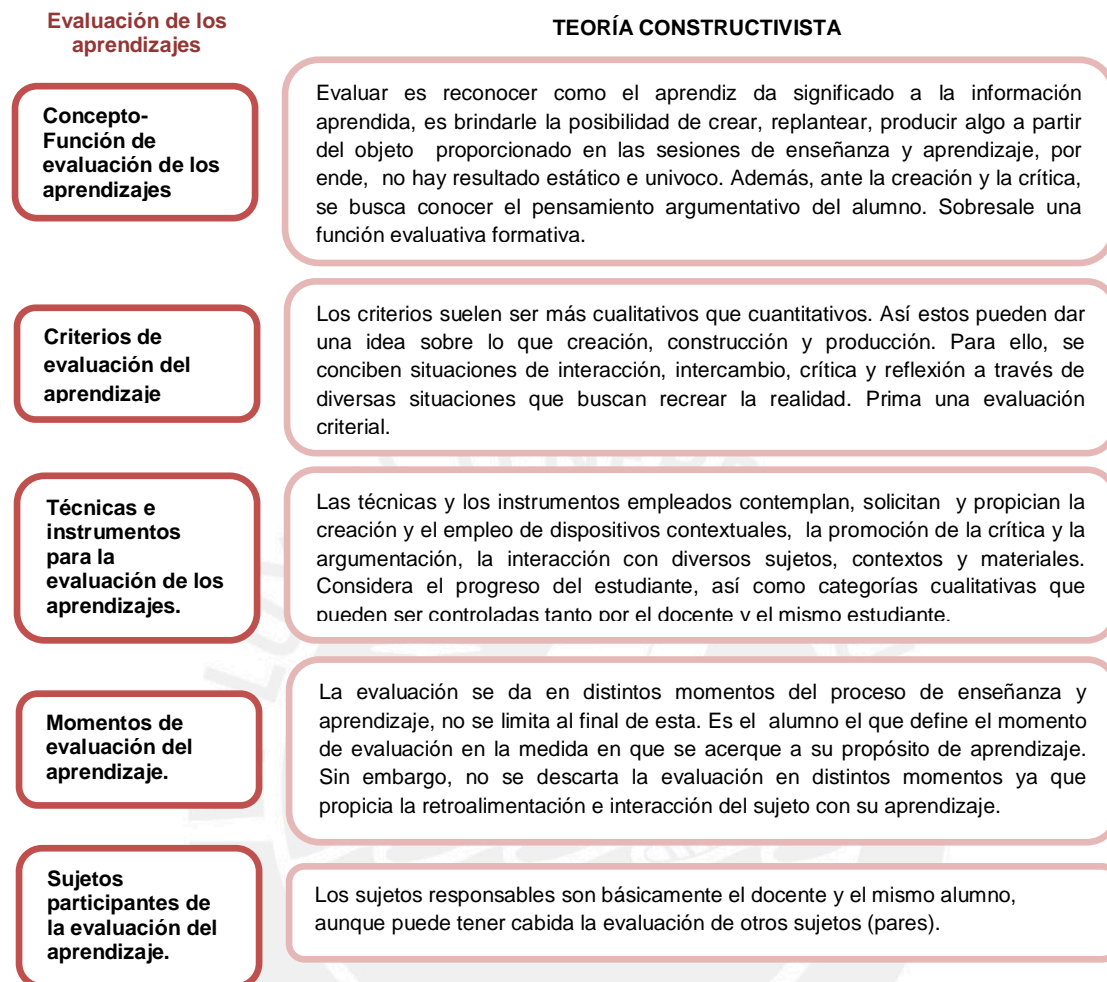 Evaluación de los
aprendizajes
TEORÍA CONSTRUCTIVISTA
Concepto-
Función de
evaluación de los
aprendizajes
Evaluar es reconocer como el aprendiz da significado a la información
aprendida, es brindarle la posibilidad de crear, replantear, producir algo a partir
del objeto proporcionado en las sesiones de enseñanza y aprendizaje, por
ende, no hay resultado estático e univoco. Además, ante la creación y la crítica,
se busca conocer el pensamiento argumentativo del alumno. Sobresale una
función evaluativa formativa.
Criterios de
evaluación del
aprendizaje
Los criterios suelen ser más cualitativos que cuantitativos. Así estos pueden dar
una idea sobre lo que creación, construcción y producción. Para ello, se
conciben situaciones de interacción, intercambio, crítica y reflexión a través de
diversas situaciones que buscan recrear la realidad. Prima una evaluación
criterial.
Técnicas e
instrumentos
para la
evaluación de los
aprendizajes.
Las técnicas y los instrumentos empleados contemplan, solicitan y propician la
creación y el empleo de dispositivos contextuales, la promoción de la crítica y la
argumentación, la interacción con diversos sujetos, contextos y materiales.
Considera el progreso del estudiante, así como categorías cualitativas que
pueden ser controladas tanto por el docente y el mismo estudiante.
Momentos de
evaluación del
aprendizaje.
La evaluación se da en distintos momentos del proceso de enseñanza y
aprendizaje, no se limita al final de esta. Es el alumno el que define el momento
de evaluación en la medida en que se acerque a su propósito de aprendizaje.
Sin embargo, no se descarta la evaluación en distintos momentos ya que
propicia la retroalimentación e interacción del sujeto con su aprendizaje.
Sujetos
participantes de
la evaluación del
aprendizaje.
Los sujetos responsables son básicamente el docente y el mismo alumno,
aunque puede tener cabida la evaluación de otros sujetos (pares).